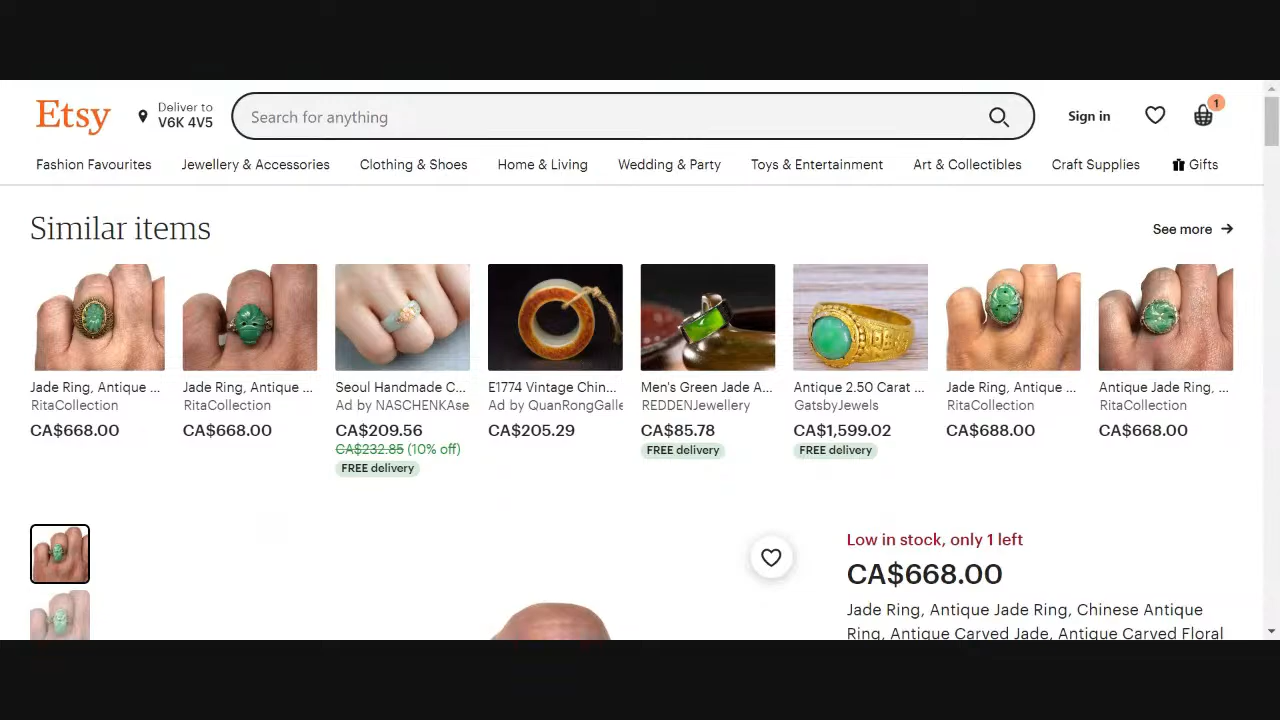 Etsy
Deliver to
V6K 4V5
Search for anything
Sign in
1
Fashion Favourites
Jewellery & Accessories
Clothing & Shoes
Home & Living
Wedding & Party
Toys & Entertainment
Art & Collectibles
Craft Supplies
Gifts
Similar items
See more
Jade Ring, Antique ...
RitaCollection
CA$668.00
Jade Ring, Antique ...
RitaCollection
CA$668.00
Seoul Handmade C...
Ad by NASCHENKAse
CA$209.56
CA$232.85 (10% off)
FREE delivery
E1774 Vintage Chin...
Ad by QuanRongGalle
CA$205.29
Men's Green Jade A...
REDDENJewellery
CA$85.78
FREE delivery
Antique 2.50 Carat ...
GatsbyJewels
CA$1,599.02
FREE delivery
Jade Ring, Antique ...
RitaCollection
CA$688.00
Antique Jade Ring, ...
RitaCollection
CA$668.00
Low in stock, only 1 left
CA$668.00
Jade Ring, Antique Jade Ring, Chinese Antique
Ring, Antique Carved Jade, Antique Carved Floral